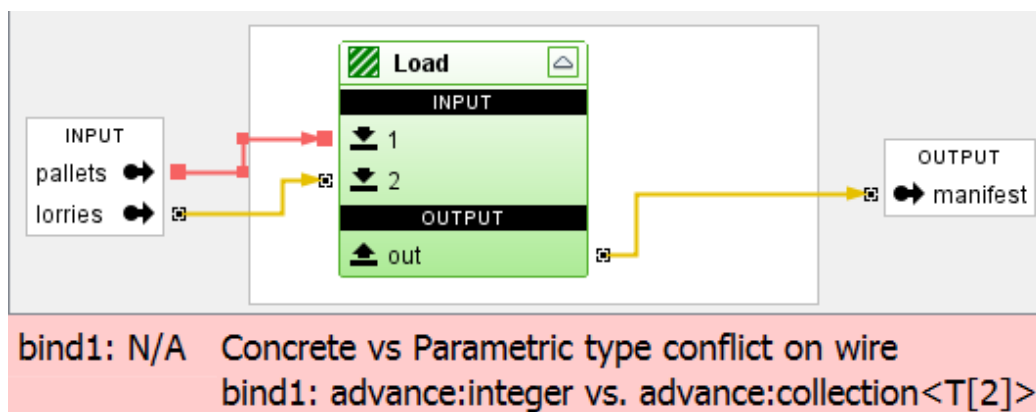 Load
INPUT
1
2
OUTPUT
out
INPUT
pallets
lorries
OUTPUT
manifest
bind1: N/A Concrete vs Parametric type conflict on wire
bind1: advance:integer vs. advance:collection<T[2]>